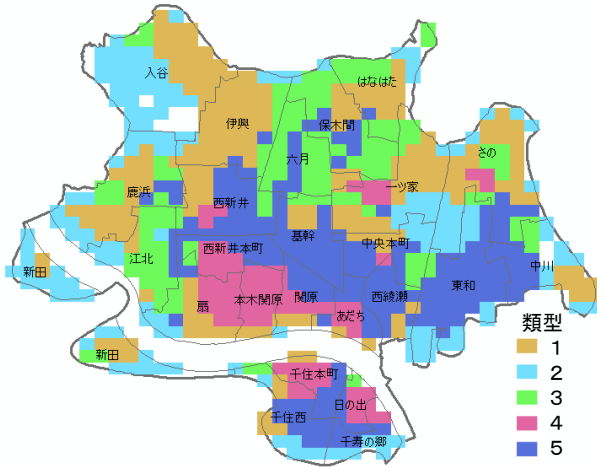 入谷
はなはた
伊興
保木間
さの
六月
鹿浜
一ツ家
西新井
基幹
中央本町
西新井本町
江北
中川
新田
東和
本木関原
関原
西綾瀬
扇
あだち
類型
新田
1
千住本町
2
3
日の出
4
千住西
千寿の郷
5